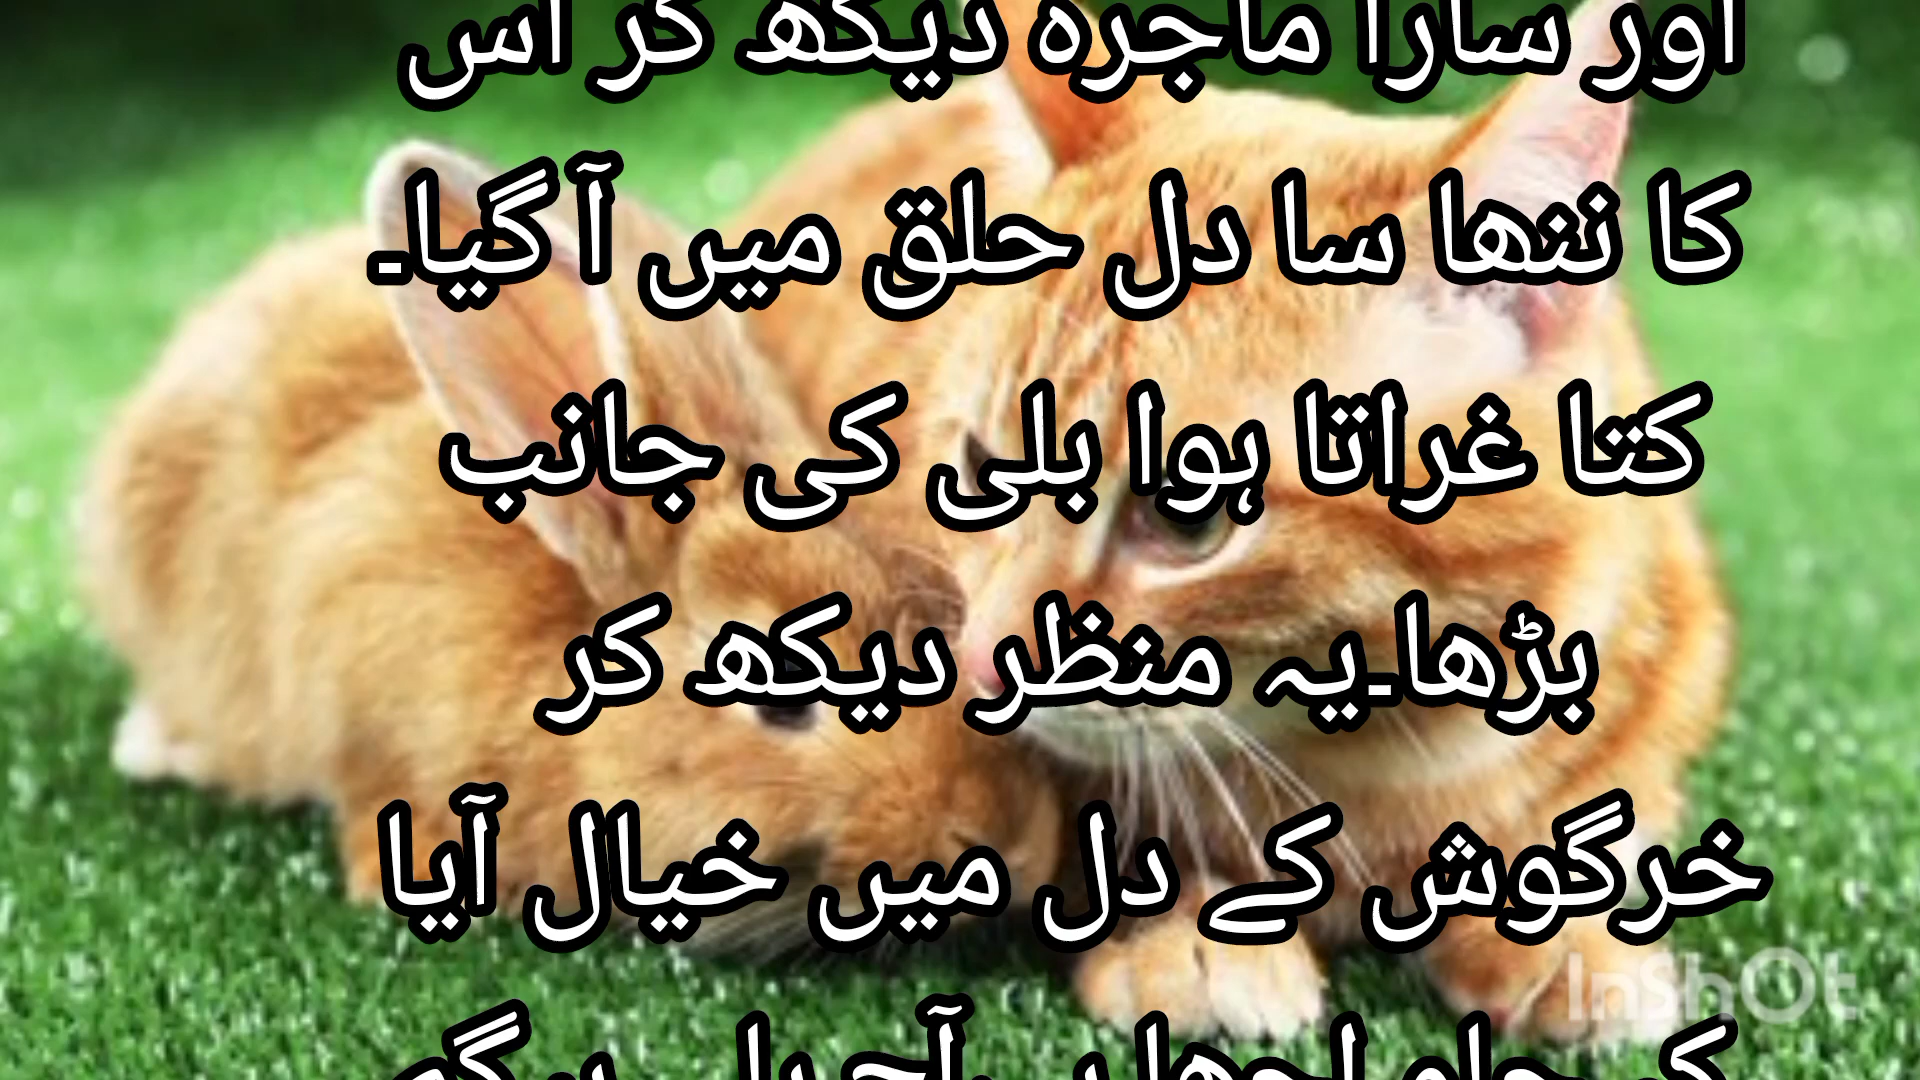 اور سارا ماجرہ دیکھ کر اس
کا ننھا سا دل حلق میں آ گیا۔
کتا غراتا ہوا بلی کی جانب
بڑھا۔یہ منظر دیکھ کر
خرگوش کے دل میں خیال آیا
InShOt